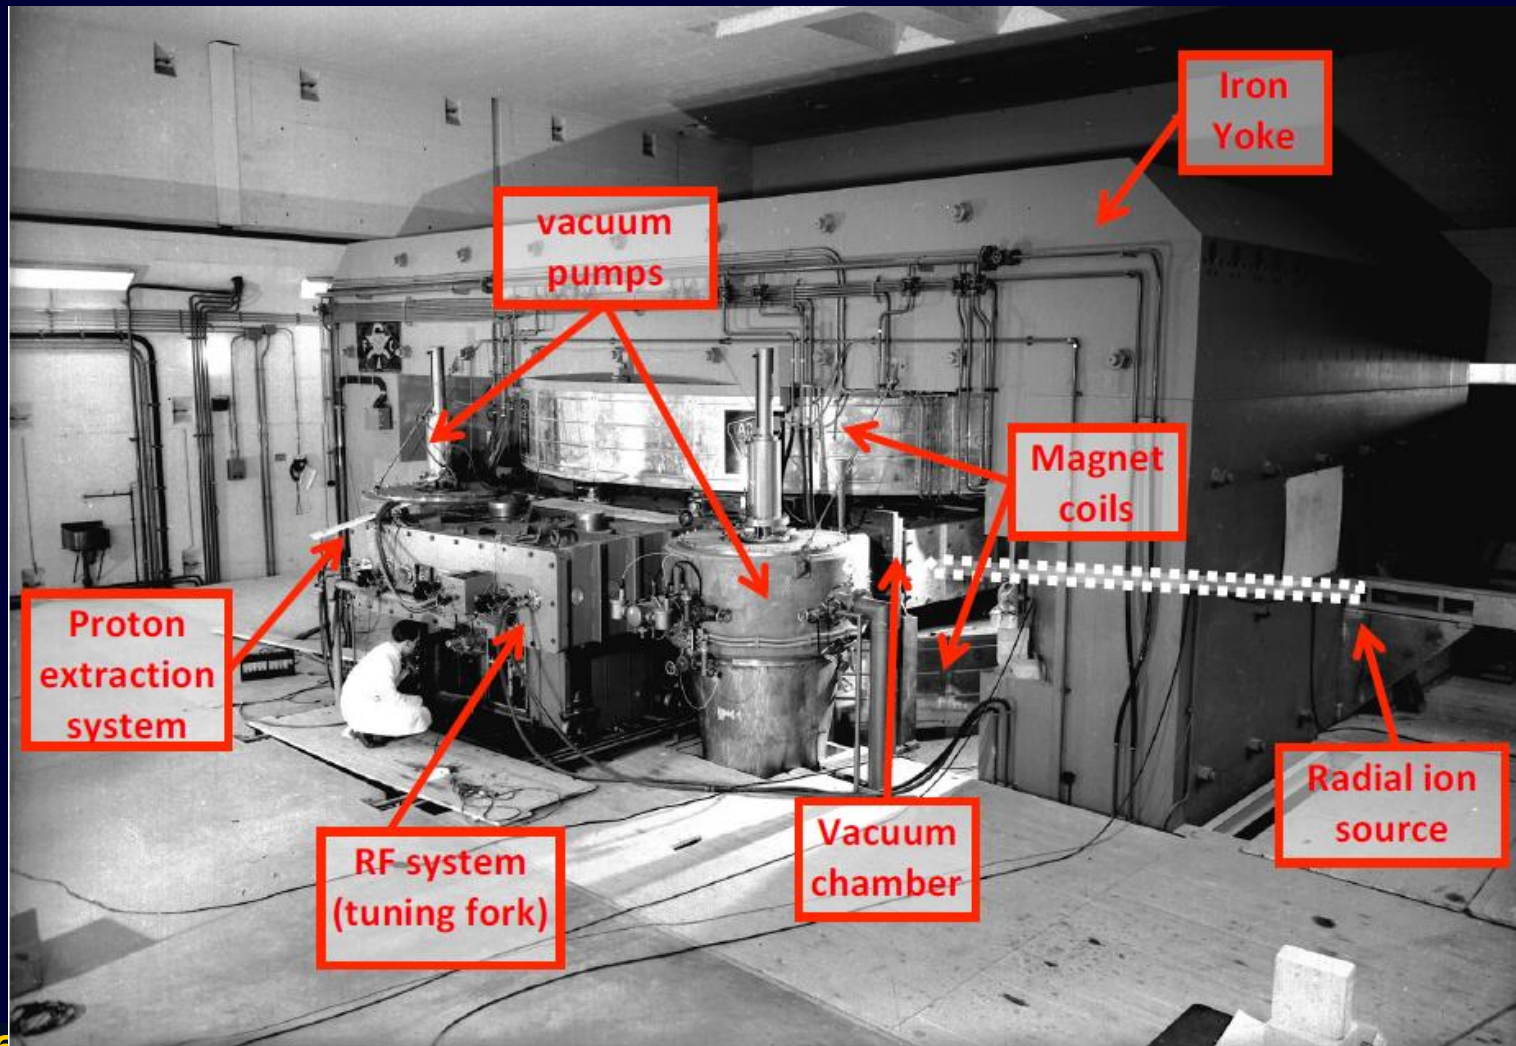 Iron
Yoke
vacuum
pumps
Magnet
coils
Proton
extraction
system
Radial ion
source
Vacuum
chamber
RF system
(tuning fork)